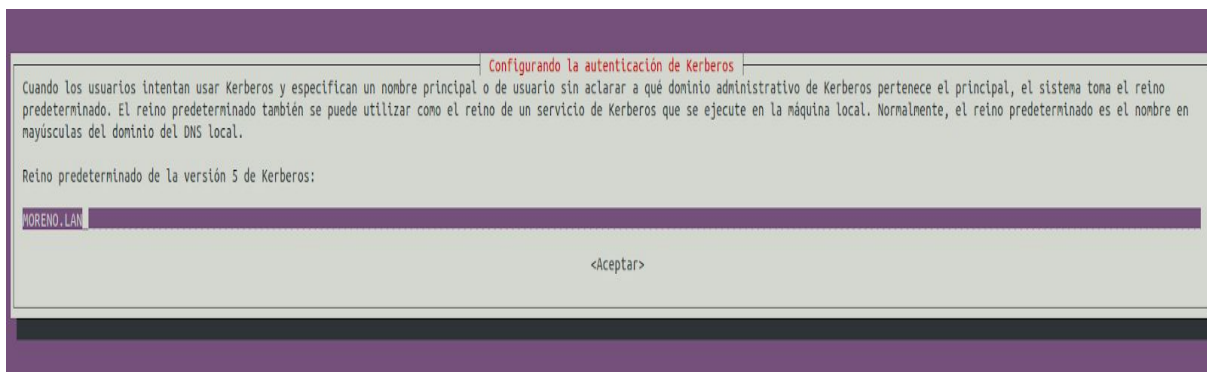 Configurando la autenticación de Kerberos
Cuando los usuarios intentan usar Kerberos y especifican un nombre principal o de usuario sin aclarar a qué dominio administrativo de Kerberos pertenece el principal, el sistema toma el reino
predeterminado. El reino predeterminado también se puede utilizar como el reino de un servicio de Kerberos que se ejecute en la máquina local. Normalmente, el reino predeterminado es el nombre en
mayúsculas del dominio del DNS local.
Reino predeterminado de la versión 5 de Kerberos:
MORENO.LAN
<Aceptar>